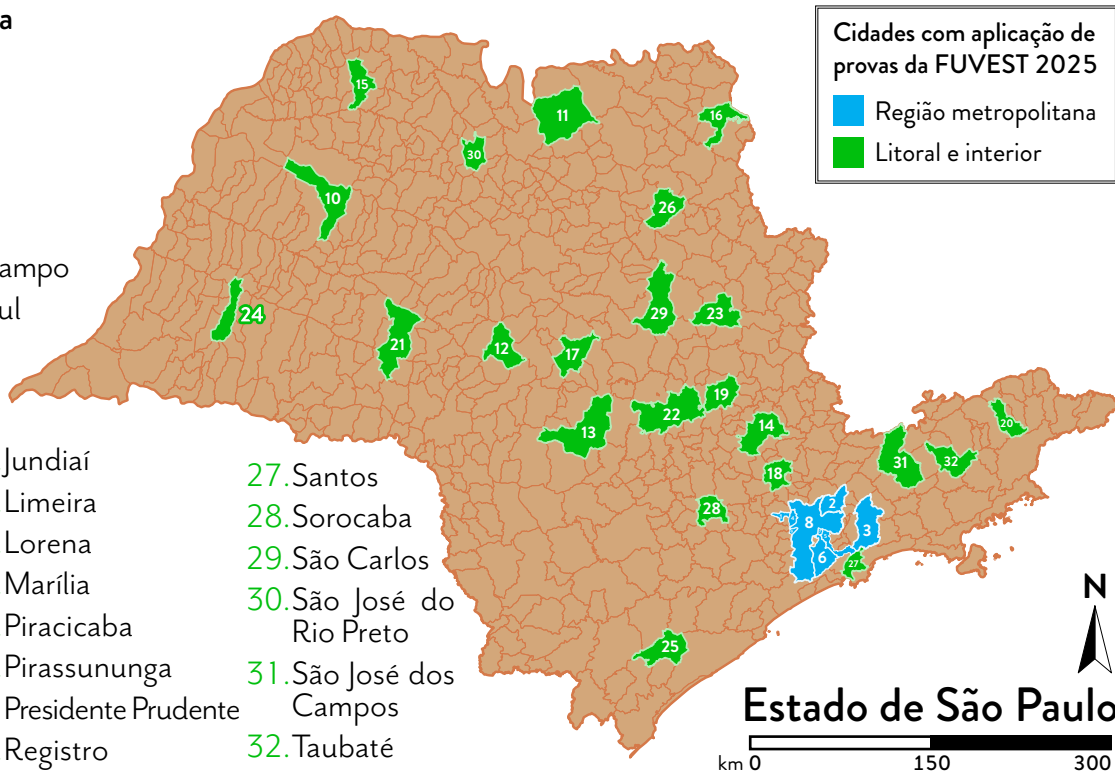 a
ampo
ul
Jundiaí
Limeira
Lorena
Marília
Piracicaba
Pirassununga
Presidente Prudente
Registro
27. Santos
28. Sorocaba
29. São Carlos
30. São José do
Rio Preto
31. São José dos
Campos
32. Taubaté
Cidades com aplicação de
provas da FUVEST 2025
Região metropolitana
Litoral e interior
15
11
16
30
10
26
24
29
23
21
12
17
19
22
13
14
20
31
32
18
28
2
8
3
6
27
25
N
Estado de São Paulo
km 0 150 300